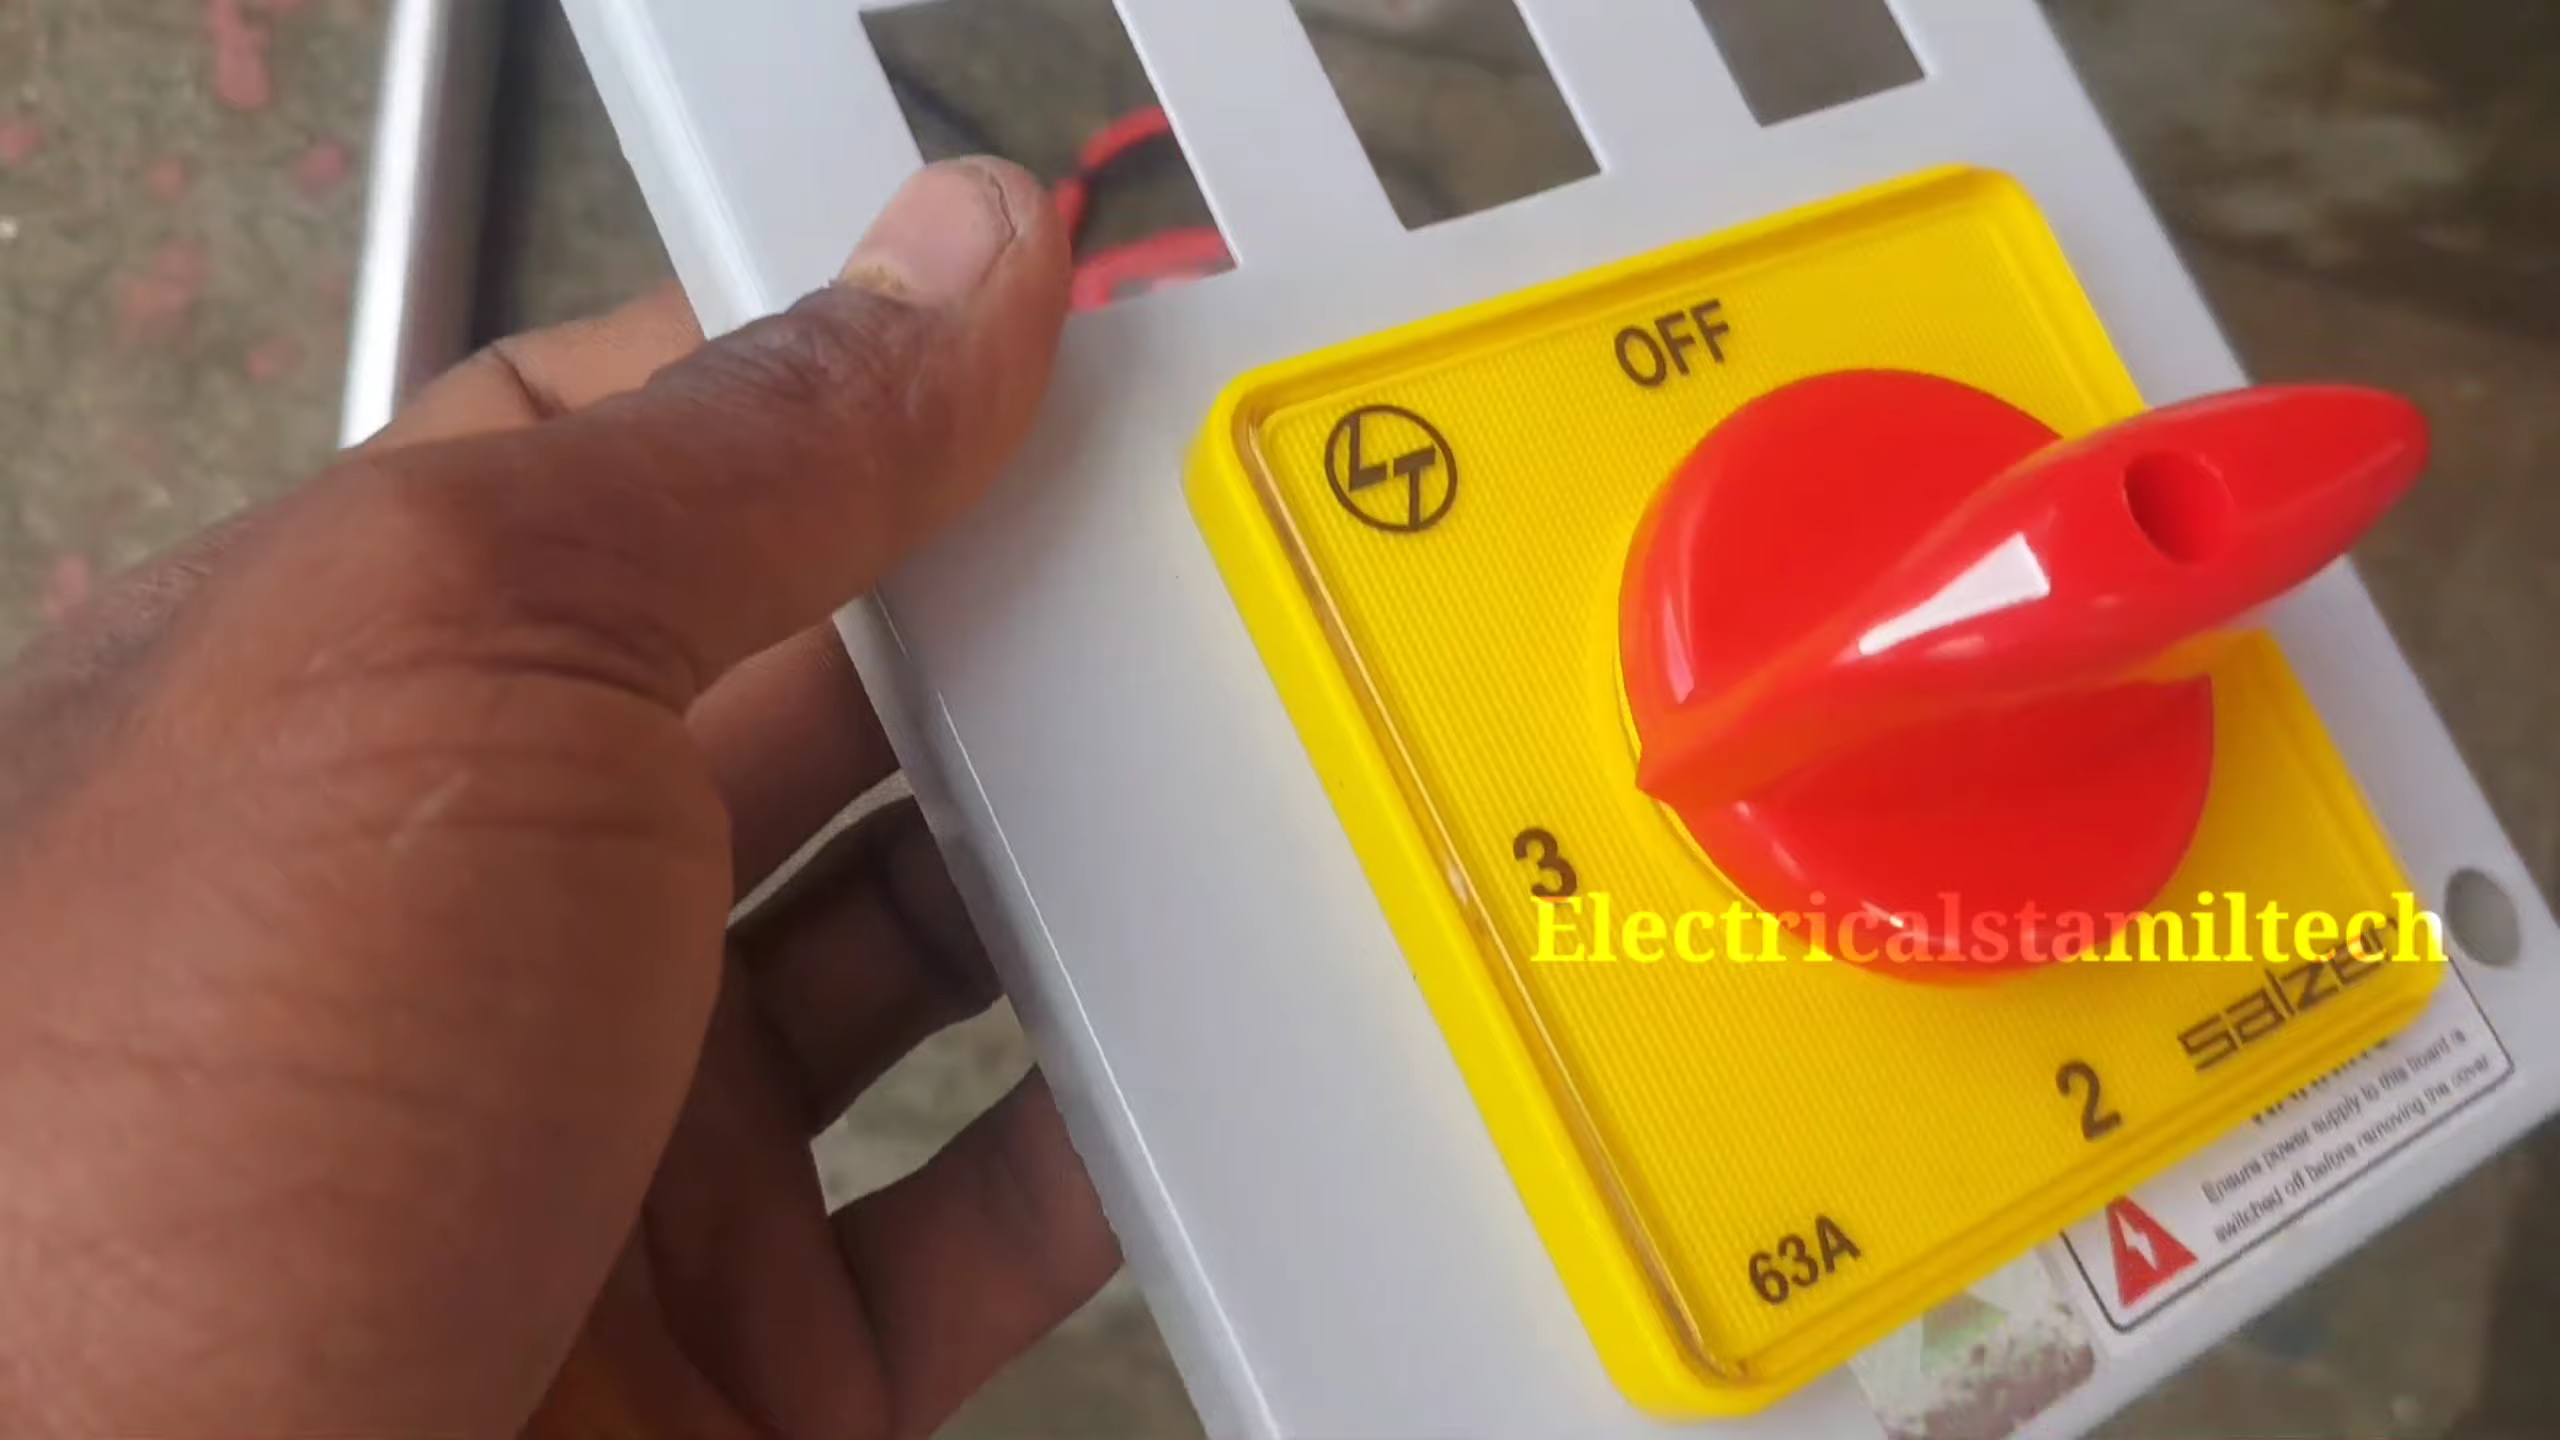 OFF
LT
3
Electricalstamiltech
salzer
2
Ensure power supply to this board is
switched off before removing the cover
63A